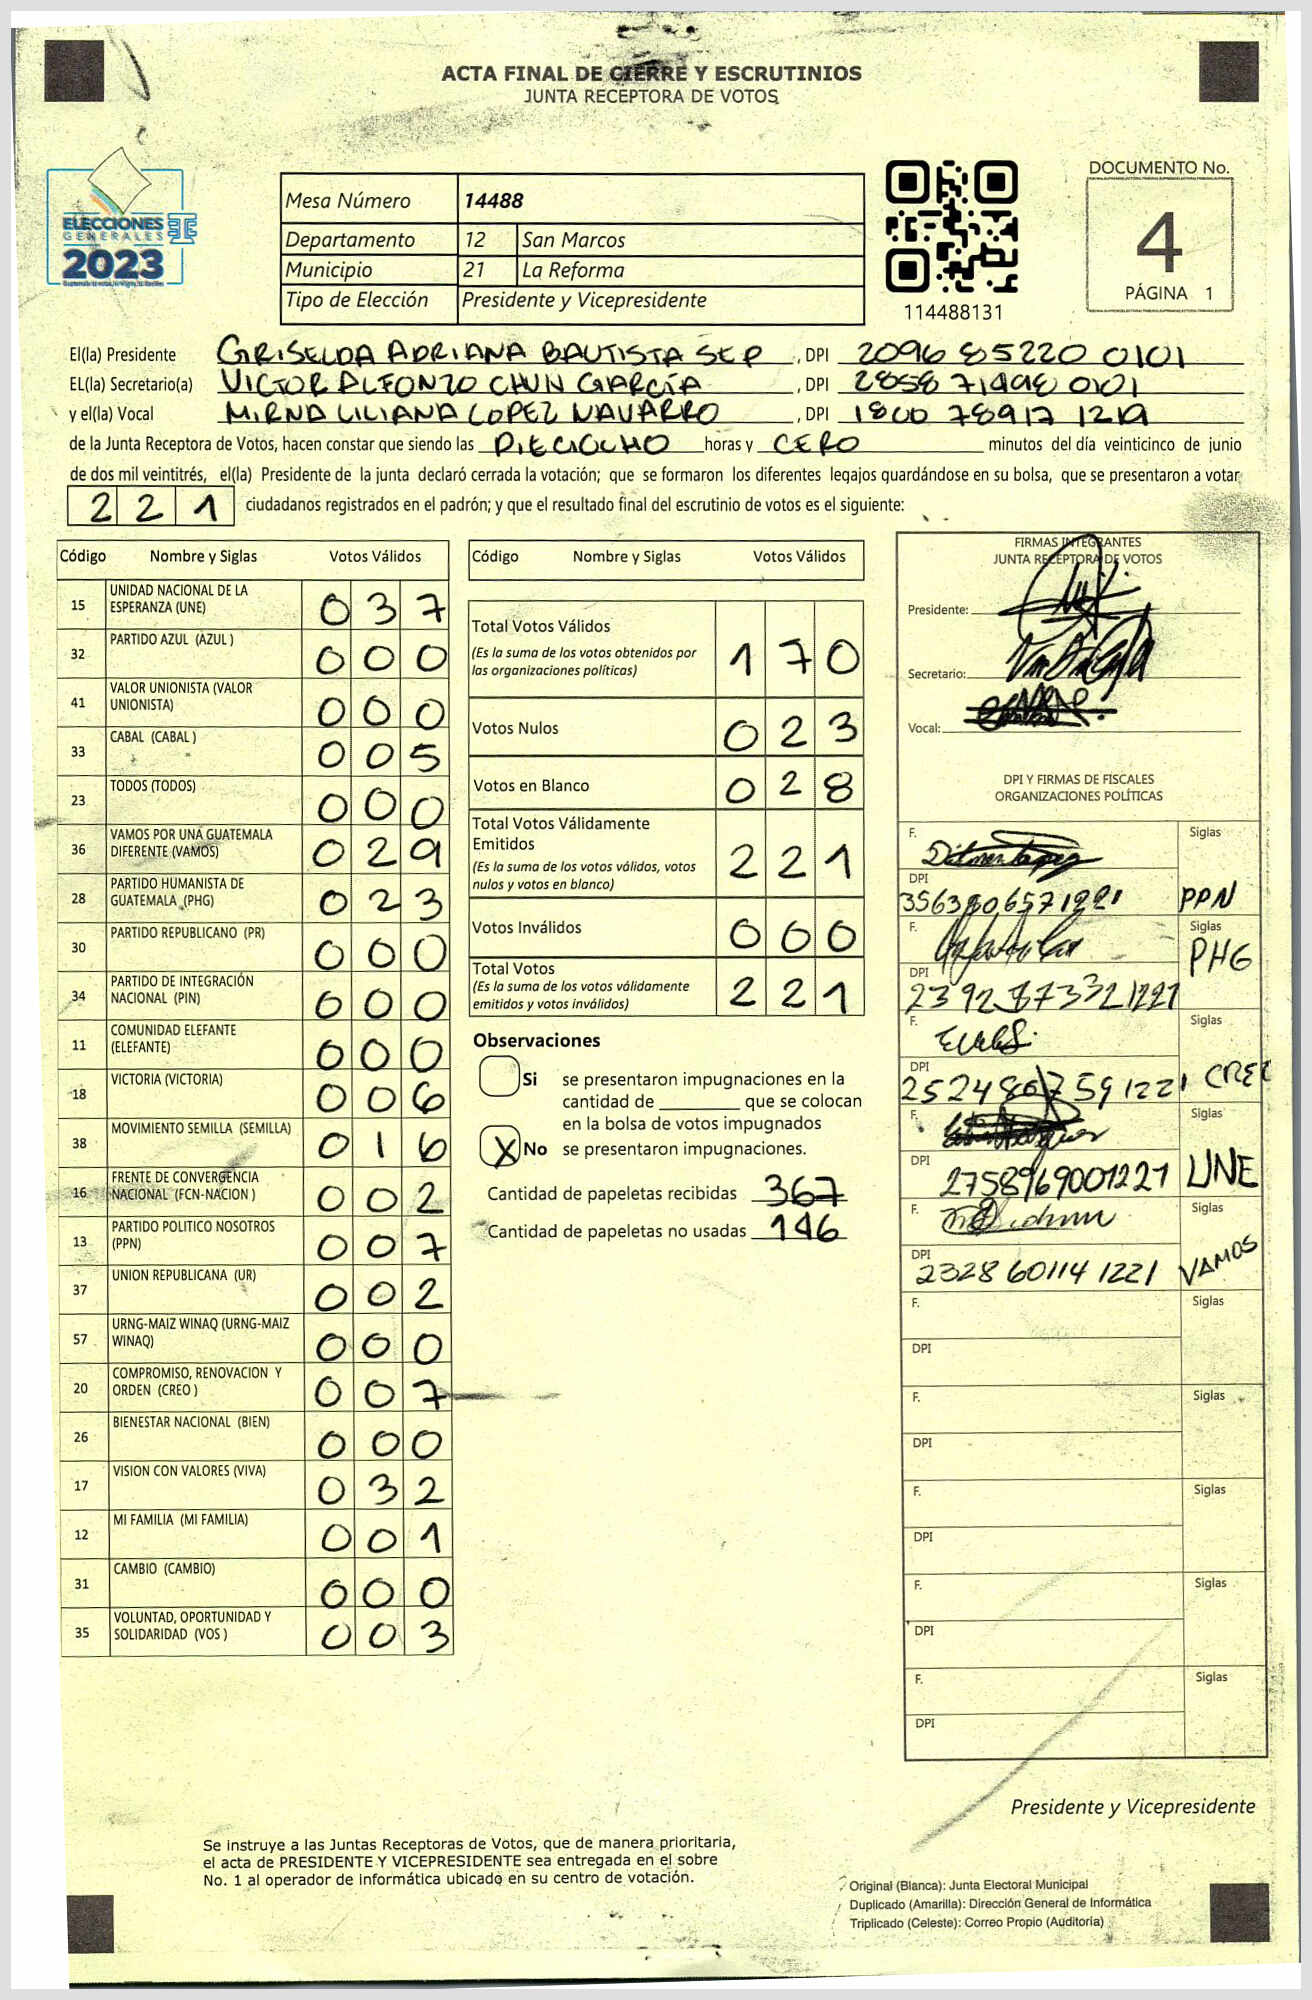 ACTA FINAL DE CIERRE Y ESCRUTINIOS
JUNTA RECEPTORA DE VOTOS
ELECCIONES
GENERALES
2023
Mesa Número 14488
Departamento 12 San Marcos
Municipio 21 La Reforma
Tipo de Elección Presidente y Vicepresidente
114488131
DOCUMENTO No.
4
PÁGINA 1
El(la) Presidente GRISELDA ADRIANA BAUTISTA SEP , DPI 2096 85220 0101
EL(la) Secretario(a) VICTOR ALFONZO CHUN GARCÍA , DPI 2858 71498 0101
y el(la) Vocal MIRNA LILIANA LOPEZ NAVARRO , DPI 1800 78917 1219
de la Junta Receptora de Votos, hacen constar que siendo las DIECIOCHO horas y CERO minutos del día veinticinco de junio
de dos mil veintitrés, el(la) Presidente de la junta declaró cerrada la votación; que se formaron los diferentes legajos guardándose en su bolsa, que se presentaron a votar
221 ciudadanos registrados en el padrón; y que el resultado final del escrutinio de votos es el siguiente:
Código Nombre y Siglas Votos Válidos
15 UNIDAD NACIONAL DE LA ESPERANZA (UNE) 037
32 PARTIDO AZUL (AZUL ) 000
41 VALOR UNIONISTA (VALOR UNIONISTA) 000
33 CABAL (CABAL ) 005
23 TODOS (TODOS) 000
36 VAMOS POR UNA GUATEMALA DIFERENTE (VAMOS) 029
28 PARTIDO HUMANISTA DE GUATEMALA (PHG) 023
30 PARTIDO REPUBLICANO (PR) 000
34 PARTIDO DE INTEGRACIÓN NACIONAL (PIN) 000
11 COMUNIDAD ELEFANTE (ELEFANTE) 000
18 VICTORIA (VICTORIA) 006
38 MOVIMIENTO SEMILLA (SEMILLA) 016
16 FRENTE DE CONVERGENCIA NACIONAL (FCN-NACION ) 002
13 PARTIDO POLITICO NOSOTROS (PPN) 007
37 UNION REPUBLICANA (UR) 002
57 URNG-MAIZ WINAQ (URNG-MAIZ WINAQ) 000
20 COMPROMISO, RENOVACION Y ORDEN (CREO ) 007
26 BIENESTAR NACIONAL (BIEN) 000
17 VISION CON VALORES (VIVA) 032
12 MI FAMILIA (MI FAMILIA) 001
31 CAMBIO (CAMBIO) 000
35 VOLUNTAD, OPORTUNIDAD Y SOLIDARIDAD (VOS ) 003
Código Nombre y Siglas Votos Válidos
Total Votos Válidos 170
(Es la suma de los votos obtenidos por
las organizaciones políticas)
Votos Nulos 023
Votos en Blanco 028
Total Votos Válidamente
Emitidos 221
(Es la suma de los votos válidos, votos
nulos y votos en blanco)
Votos Inválidos 000
Total Votos 221
(Es la suma de los votos válidamente
emitidos y votos inválidos)
Observaciones
Si se presentaron impugnaciones en la
cantidad de ________ que se colocan
en la bolsa de votos impugnados
X No se presentaron impugnaciones.
Cantidad de papeletas recibidas 367
Cantidad de papeletas no usadas 146
FIRMAS INTEGRANTES
JUNTA RECEPTORA DE VOTOS
Presidente:
Secretario:
Vocal:
DPI Y FIRMAS DE FISCALES
ORGANIZACIONES POLÍTICAS
F. Siglas
DPI
PPN
F. Siglas
PHG
DPI
F. Siglas
DPI
CREO
F. Siglas
DPI
2758969001221 UNE
F. Siglas
DPI
2328 60114 1221 VAMOS
F. Siglas
DPI
F. Siglas
DPI
F. Siglas
DPI
F. Siglas
DPI
F. Siglas
DPI
Presidente y Vicepresidente
Se instruye a las Juntas Receptoras de Votos, que de manera prioritaria,
el acta de PRESIDENTE Y VICEPRESIDENTE sea entregada en el sobre
No. 1 al operador de informática ubicado en su centro de votación.
Original (Blanca): Junta Electoral Municipal
Duplicado (Amarilla): Dirección General de Informática
Triplicado (Celeste): Correo Propio (Auditoría)